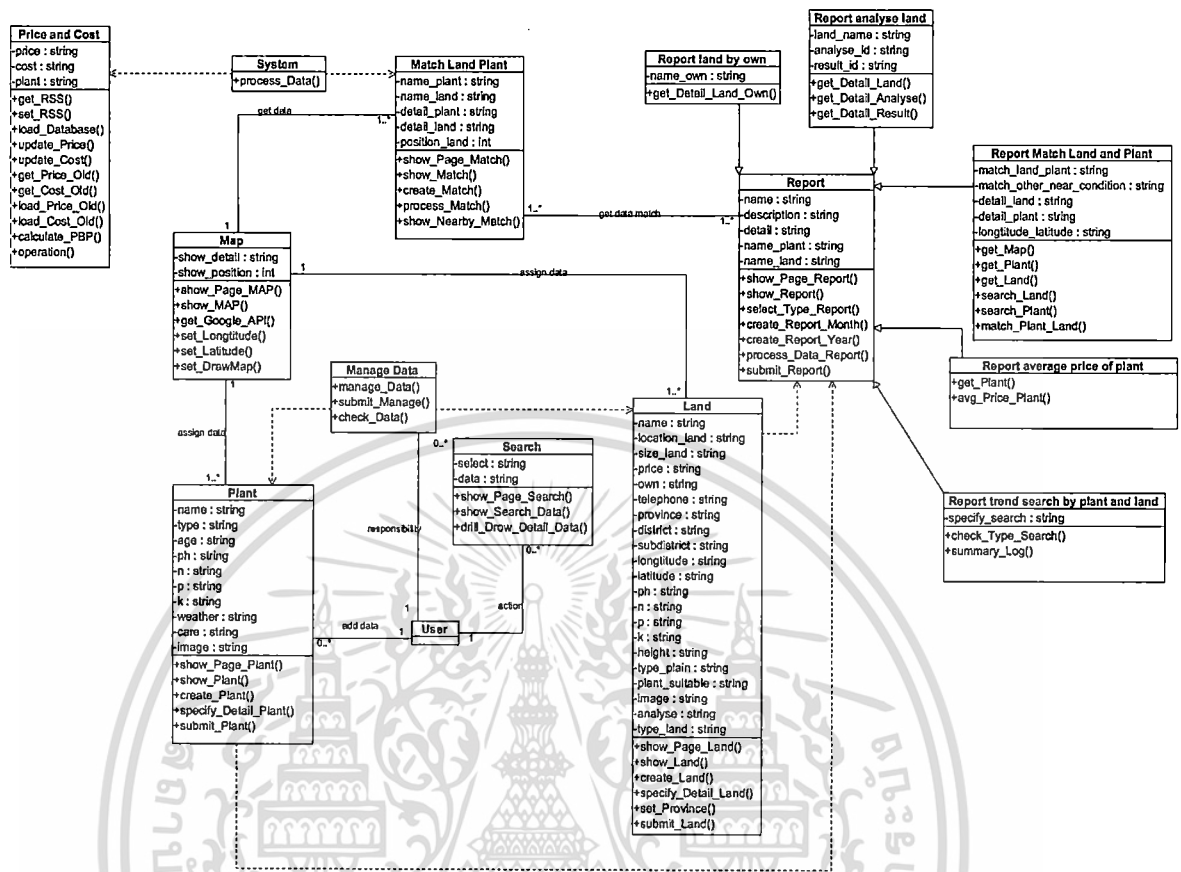 Price and Cost
-price : string
-cost : string
-plant : string
+get_RSS()
+set_RSS()
+load_Database()
+update_Price()
+update_Cost()
+get_Price_Old()
+get_Cost_Old()
+load_Price_Old()
+load_Cost_Old()
+calculate_PBP()
+operation()
System
+process_Data()
Match Land Plant
-name_plant : string
-name_land : string
-detail_plant : string
-detail_land : string
-position_land : int
+show_Page_Match()
+show_Match()
+create_Match()
+process_Match()
+show_Nearby_Match()
get data
1..*
1
Report land by own
-name_own : string
+get_Detail_Land_Own()
Report analyse land
-land_name : string
-analyse_id : string
-result_id : string
+get_Detail_Land()
+get_Detail_Analyse()
+get_Detail_Result()
Report
-name : string
-description : string
-detail : string
-name_plant : string
-name_land : string
+show_Page_Report()
+show_Report()
+select_Type_Report()
+create_Report_Month()
+create_Report_Year()
+process_Data_Report()
+submit_Report()
1..*
get data match
1..*
Report Match Land and Plant
-match_land_plant : string
-match_other_near_condition : string
-detail_land : string
-detail_plant : string
-longtitude_latitude : string
+get_Map()
+get_Plant()
+get_Land()
+search_Land()
+search_Plant()
+match_Plant_Land()
Map
-show_detail : string
-show_position : int
+show_Page_MAP()
+show_MAP()
+get_Google_API()
+set_Longtitude()
+set_Latitude()
+set_DrawMap()
1
assign data
1..*
Report average price of plant
+get_Plant()
+avg_Price_Plant()
Manage Data
+manage_Data()
+submit_Manage()
+check_Data()
1
assign data
1..*
0..*
responsibility
1
Search
-select : string
-data : string
+show_Page_Search()
+show_Search_Data()
+drill_Drow_Detail_Data()
0..*
action
1
Land
-name : string
-location_land : string
-size_land : string
-price : string
-own : string
-telephone : string
-province : string
-district : string
-subdistrict : string
-longtitude : string
-latitude : string
-ph : string
-n : string
-p : string
-k : string
-height : string
-type_plain : string
-plant_suitable : string
-image : string
-analyse : string
-type_land : string
+show_Page_Land()
+show_Land()
+create_Land()
+specify_Detail_Land()
+set_Province()
+submit_Land()
Report trend search by plant and land
-specify_search : string
+check_Type_Search()
+summary_Log()
Plant
-name : string
-type : string
-age : string
-ph : string
-n : string
-p : string
-k : string
-weather : string
-care : string
-image : string
+show_Page_Plant()
+show_Plant()
+create_Plant()
+specify_Detail_Plant()
+submit_Plant()
0..*
add data
1
User